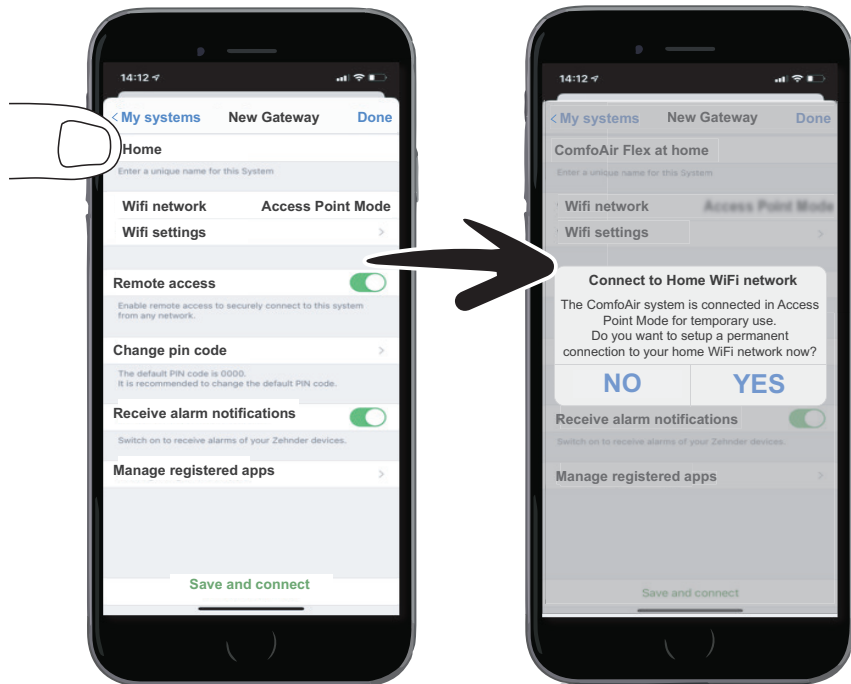 14:12
< My systems New Gateway Done
Home
Enter a unique name for this System
Wifi network Access Point Mode
Wifi settings >
Remote access
Enable remote access to securely connect to this system
from any network.
Change pin code >
The default PIN code is 0000.
It is recommended to change the default PIN code.
Receive alarm notifications
Switch on to receive alarms of your Zehnder devices.
Manage registered apps >
Save and connect
14:12
< My systems New Gateway Done
ComfoAir Flex at home
Enter a unique name for this System
Wifi network Access Point Mode
Wifi settings >
Connect to Home WiFi network
The ComfoAir system is connected in Access
Point Mode for temporary use.
Do you want to setup a permanent
connection to your home WiFi network now?
NO YES
Receive alarm notifications
Switch on to receive alarms of your Zehnder devices.
Manage registered apps >
Save and connect